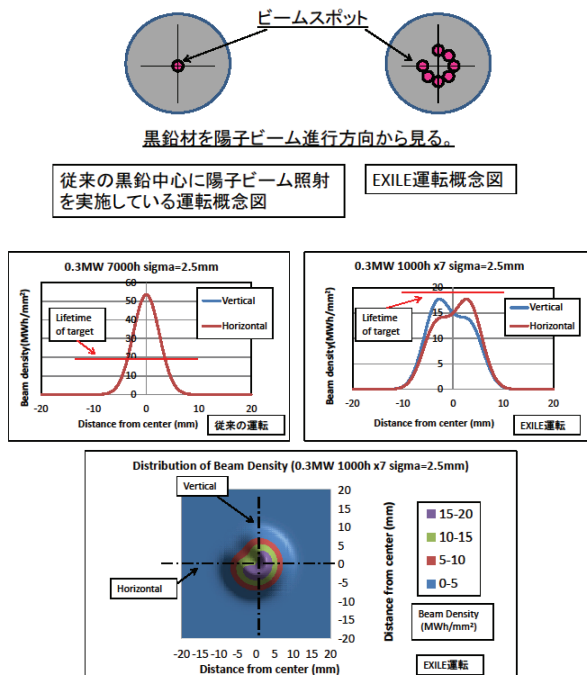 ビームスポット
黒鉛材を陽子ビーム進行方向から見る。
従来の黒鉛中心に陽子ビーム照射
を実施している運転概念図
EXILE運転概念図
0.3MW 7000h sigma=2.5mm
Beam density(MWh/mm²)
60
50
40
30
20
10
0
Vertical
Horizontal
Lifetime
of target
-20
-10
0
10
20
Distance from center (mm)
従来の運転
0.3MW 1000h x7 sigma=2.5mm
Beam density(MWh/mm²)
20
15
10
5
0
Lifetime
of target
Vertical
Horizontal
-20
-10
0
10
20
Distance from center (mm)
EXILE運転
Distribution of Beam Density (0.3MW 1000h x7 sigma=2.5mm)
Vertical
Horizontal
20
15
10
5
0
-5
-10
-15
-20
Distance from center (mm)
-20 -15 -10 -5 0 5 10 15 20
Distance from center (mm)
15-20
10-15
5-10
0-5
Beam Density
(MWh/mm²)
EXILE運転